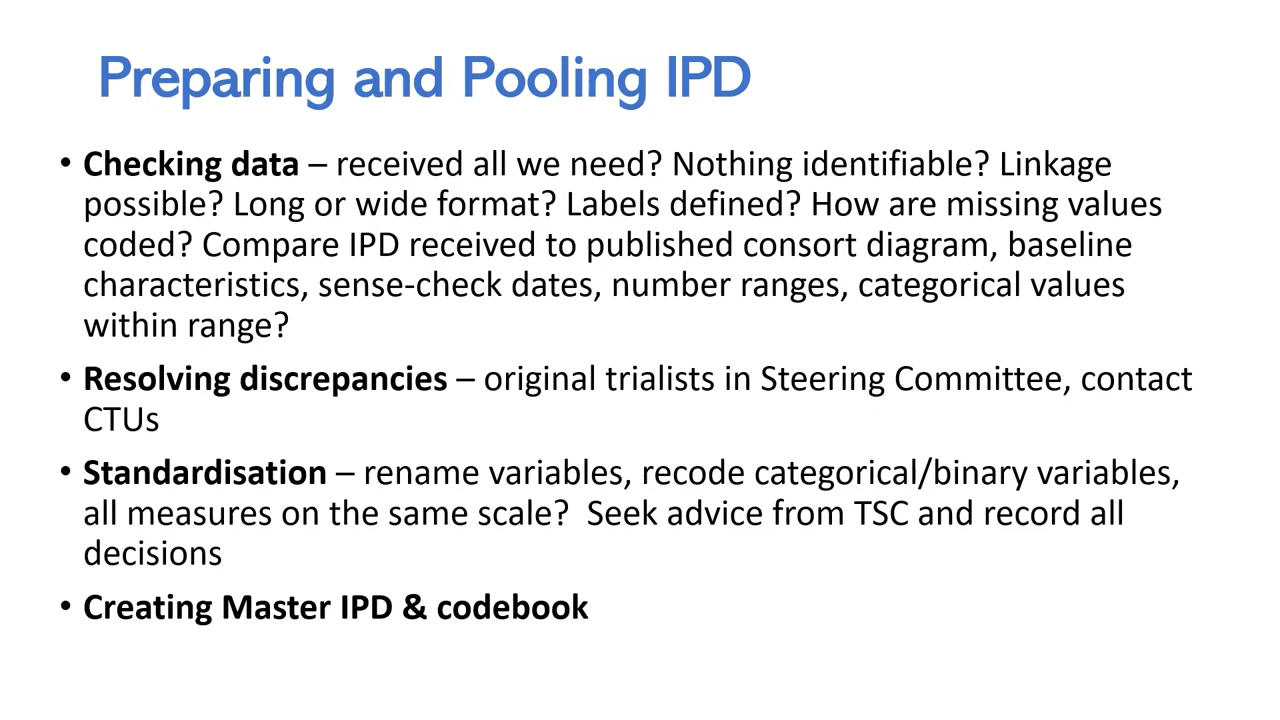 Preparing and Pooling IPD
• Checking data – received all we need? Nothing identifiable? Linkage
possible? Long or wide format? Labels defined? How are missing values
coded? Compare IPD received to published consort diagram, baseline
characteristics, sense-check dates, number ranges, categorical values
within range?
• Resolving discrepancies – original trialists in Steering Committee, contact
CTUs
• Standardisation – rename variables, recode categorical/binary variables,
all measures on the same scale?  Seek advice from TSC and record all
decisions
• Creating Master IPD & codebook